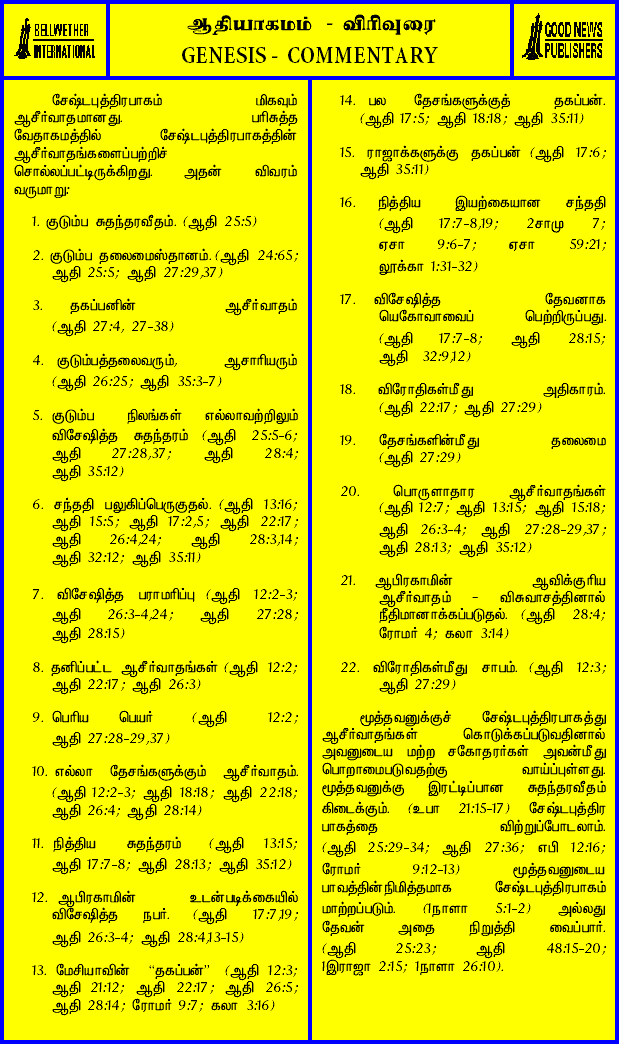 BELLWETHER
INTERNATIONAL
ஆதியாகமம் - விரிவுரை
GENESIS - COMMENTARY
GOOD NEWS
PUBLISHERS
சேஷ்டபுத்திரபாகம் மிகவும்
ஆசீர்வாதமானது. பரிசுத்த
வேதாகமத்தில் சேஷ்டபுத்திரபாகத்தின்
ஆசீர்வாதங்களைப்பற்றிச்
சொல்லப்பட்டிருக்கிறது. அதன் விவரம்
வருமாறு:
1. குடும்ப சுதந்தரவீதம். (ஆதி 25:5)
2. குடும்ப தலைமைஸ்தானம். (ஆதி 24:65;
ஆதி 25:5; ஆதி 27:29,37)
3. தகப்பனின் ஆசீர்வாதம்
(ஆதி 27:4, 27-38)
4. குடும்பத்தலைவரும், ஆசாரியரும்
(ஆதி 26:25; ஆதி 35:3-7)
5. குடும்ப நிலங்கள் எல்லாவற்றிலும்
விசேஷித்த சுதந்தரம் (ஆதி 25:5-6;
ஆதி 27:28,37; ஆதி 28:4;
ஆதி 35:12)
6. சந்ததி பலுகிப்பெருகுதல். (ஆதி 13:16;
ஆதி 15:5; ஆதி 17:2,5; ஆதி 22:17;
ஆதி 26:4,24; ஆதி 28:3,14;
ஆதி 32:12; ஆதி 35:11)
7. விசேஷித்த பராமரிப்பு (ஆதி 12:2-3;
ஆதி 26:3-4,24; ஆதி 27:28;
ஆதி 28:15)
8. தனிப்பட்ட ஆசீர்வாதங்கள் (ஆதி 12:2;
ஆதி 22:17; ஆதி 26:3)
9. பெரிய பெயர் (ஆதி 12:2;
ஆதி 27:28-29,37)
10. எல்லா தேசங்களுக்கும் ஆசீர்வாதம்.
(ஆதி 12:2-3; ஆதி 18:18; ஆதி 22:18;
ஆதி 26:4; ஆதி 28:14)
11. நித்திய சுதந்தரம் (ஆதி 13:15;
ஆதி 17:7-8; ஆதி 28:13; ஆதி 35:12)
12. ஆபிரகாமின் உடன்படிக்கையில்
விசேஷித்த நபர். (ஆதி 17:7,19;
ஆதி 26:3-4; ஆதி 28:4,13-15)
13. மேசியாவின் "தகப்பன்" (ஆதி 12:3;
ஆதி 21:12; ஆதி 22:17; ஆதி 26:5;
ஆதி 28:14; ரோமர் 9:7; கலா 3:16)
14. பல தேசங்களுக்குத் தகப்பன்.
(ஆதி 17:5; ஆதி 18:18; ஆதி 35:11)
15. ராஜாக்களுக்கு தகப்பன் (ஆதி 17:6;
ஆதி 35:11)
16. நித்திய இயற்கையான சந்ததி
(ஆதி 17:7-8,19; 2சாமு 7;
ஏசா 9:6-7; ஏசா 59:21;
லூக்கா 1:31-32)
17. விசேஷித்த தேவனாக
யெகோவாவைப் பெற்றிருப்பது.
(ஆதி 17:7-8; ஆதி 28:15;
ஆதி 32:9,12)
18. விரோதிகள்மீது அதிகாரம்.
(ஆதி 22:17; ஆதி 27:29)
19. தேசங்களின்மீது தலைமை
(ஆதி 27:29)
20. பொருளாதார ஆசீர்வாதங்கள்
(ஆதி 12:7; ஆதி 13:15; ஆதி 15:18;
ஆதி 26:3-4; ஆதி 27:28-29,37;
ஆதி 28:13; ஆதி 35:12)
21. ஆபிரகாமின் ஆவிக்குரிய
ஆசீர்வாதம் - விசுவாசத்தினால்
நீதிமானாக்கப்படுதல். (ஆதி 28:4;
ரோமர் 4; கலா 3:14)
22. விரோதிகள்மீது சாபம். (ஆதி 12:3;
ஆதி 27:29)
மூத்தவனுக்குச் சேஷ்டபுத்திரபாகத்து
ஆசீர்வாதங்கள் கொடுக்கப்படுவதினால்
அவனுடைய மற்ற சகோதரர்கள் அவன்மீது
பொறாமைபடுவதற்கு வாய்ப்புள்ளது.
மூத்தவனுக்கு இரட்டிப்பான சுதந்தரவீதம்
கிடைக்கும். (உபா 21:15-17) சேஷ்டபுத்திர
பாகத்தை விற்றுப்போடலாம்.
(ஆதி 25:29-34; ஆதி 27:36; எபி 12:16;
ரோமர் 9:12-13) மூத்தவனுடைய
பாவத்தின்நிமித்தமாக சேஷ்டபுத்திரபாகம்
மாற்றப்படும். (1நாளா 5:1-2) அல்லது
தேவன் அதை நிறுத்தி வைப்பார்.
(ஆதி 25:23; ஆதி 48:15-20;
1இராஜா 2:15; 1நாளா 26:10).